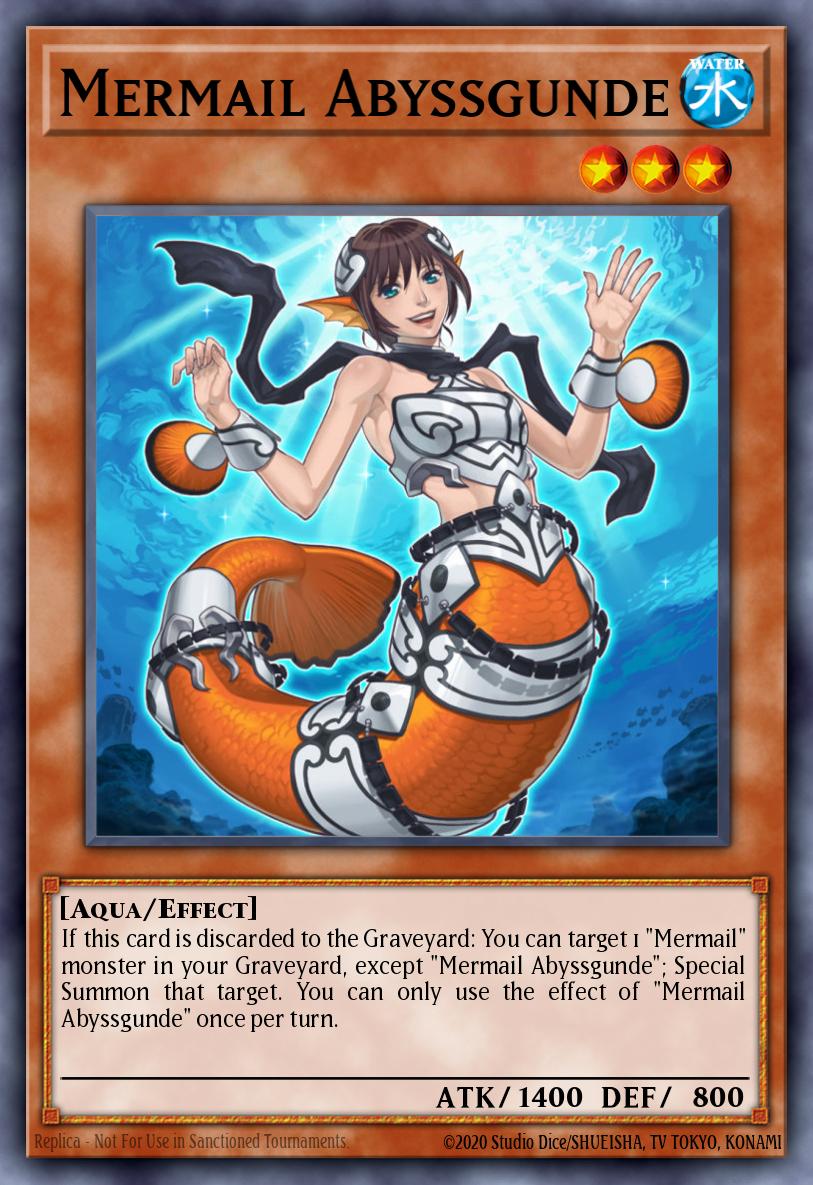 Mermail Abyssgunde
WATER
水
[Aqua/Effect]
If this card is discarded to the Graveyard: You can target 1 "Mermail"
monster in your Graveyard, except "Mermail Abyssgunde"; Special
Summon that target. You can only use the effect of "Mermail
Abyssgunde" once per turn.
ATK/1400 DEF/ 800
Replica - Not For Use in Sanctioned Tournaments.
©2020 Studio Dice/SHUEISHA, TV TOKYO, KONAMI